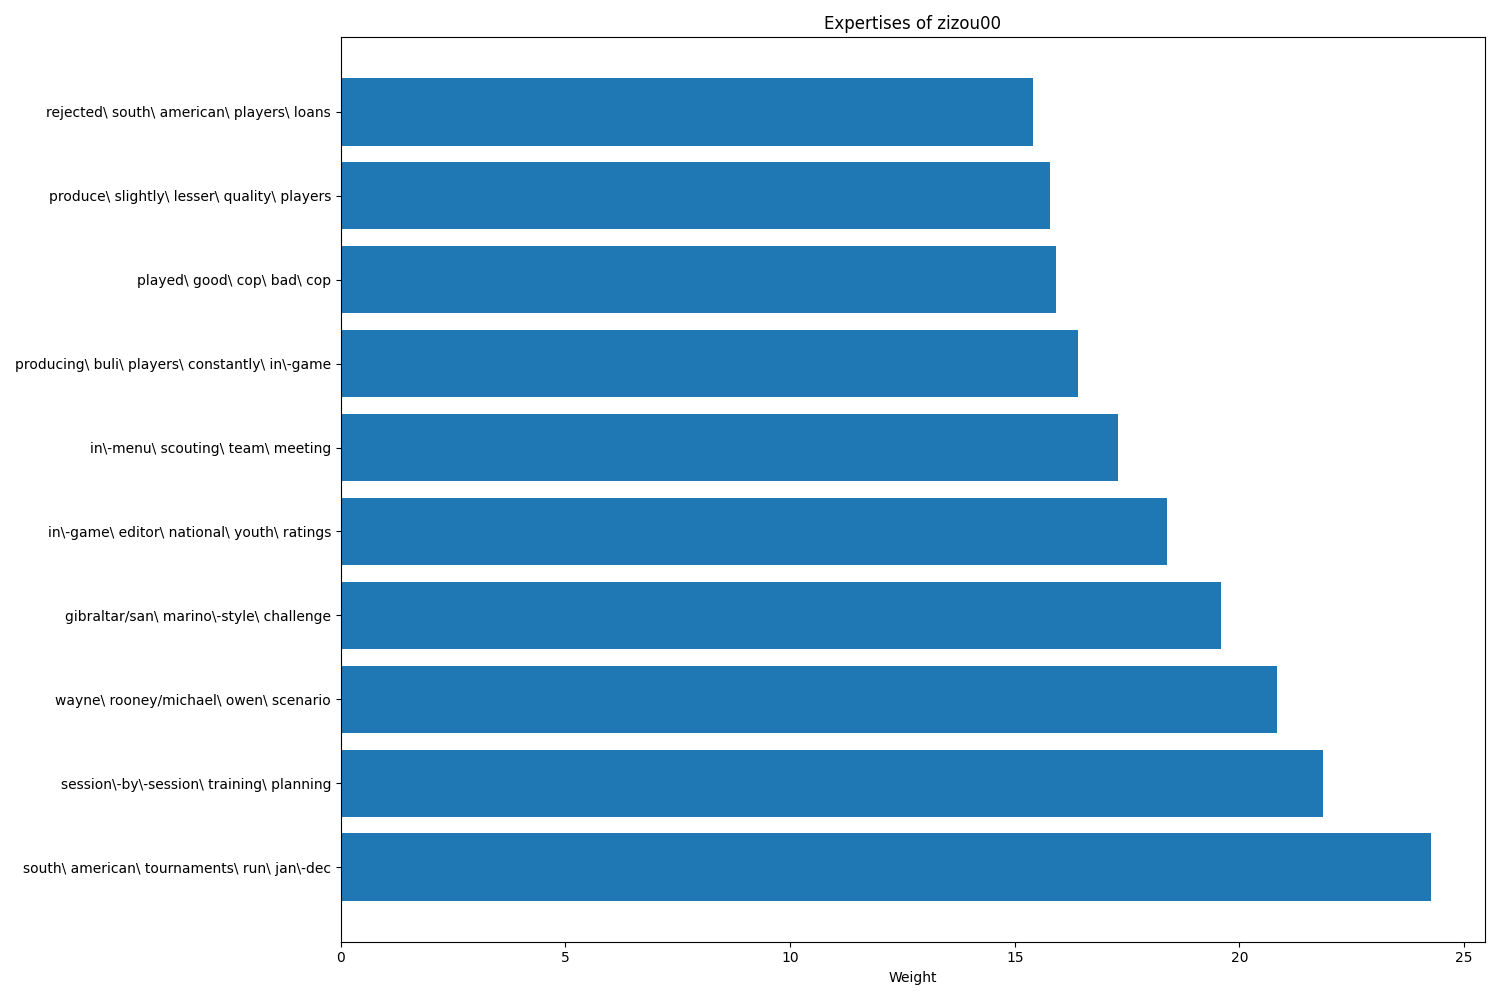 Expertises of zizou00
rejected\ south\ american\ players\ loans
produce\ slightly\ lesser\ quality\ players
played\ good\ cop\ bad\ cop
producing\ buli\ players\ constantly\ in\-game
in\-menu\ scouting\ team\ meeting
in\-game\ editor\ national\ youth\ ratings
gibraltar/san\ marino\-style\ challenge
wayne\ rooney/michael\ owen\ scenario
session\-by\-session\ training\ planning
south\ american\ tournaments\ run\ jan\-dec
0 5 10 15 20 25
Weight